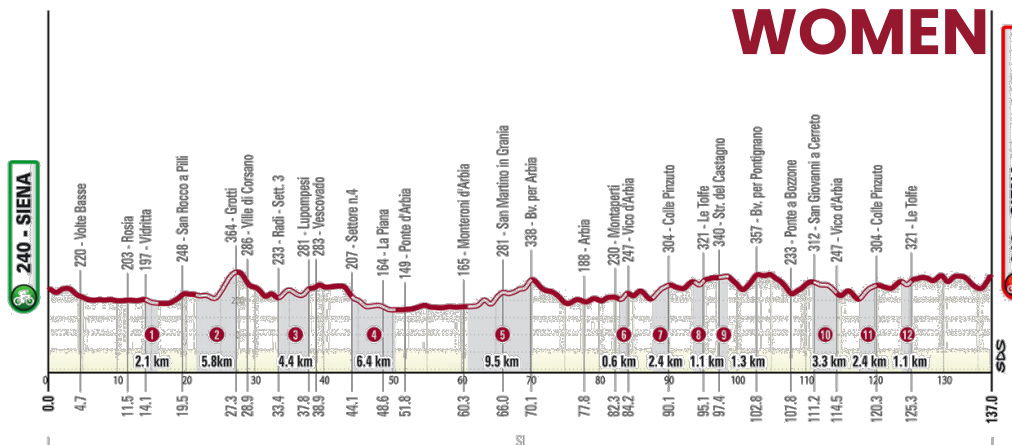 WOMEN
240 - SIENA
220 - Volte Basse
203 - Rosia
197 - Vidritta
248 - San Rocco a Pilli
364 - Grotti
286 - Ville di Corsano
233 - Radi - Sett. 3
281 - Lupompesi
283 - Vescovado
207 - Settore n.4
164 - La Piana
149 - Ponte d'Arbia
165 - Monteroni d'Arbia
281 - San Martino in Grania
338 - Bv. per Arbia
188 - Arbia
230 - Montaperti
247 - Vico d'Arbia
304 - Colle Pinzuto
321 - Le Tolfe
340 - Str. del Castagno
357 - Bv. per Pontignano
233 - Ponte a Bozzone
312 - San Giovanni a Cerreto
247 - Vico d'Arbia
304 - Colle Pinzuto
321 - Le Tolfe
200
1 2 3 4 5 6 7 8 9 10 11 12
2.1 km 5.8km 4.4 km 6.4 km 9.5 km 0.6 km 2.4 km 1.1 km 1.3 km 3.3 km 2.4 km 1.1 km
0 10 20 30 40 50 60 70 80 90 100 110 120 130
0.0 4.7 11.5 14.1 19.5 27.3 28.9 33.4 37.8 38.9 44.1 48.6 51.8 60.3 66.0 70.1 77.8 82.3 84.2 90.1 95.1 97.4 102.8 107.8 111.2 114.5 120.3 125.3 137.0
SDS